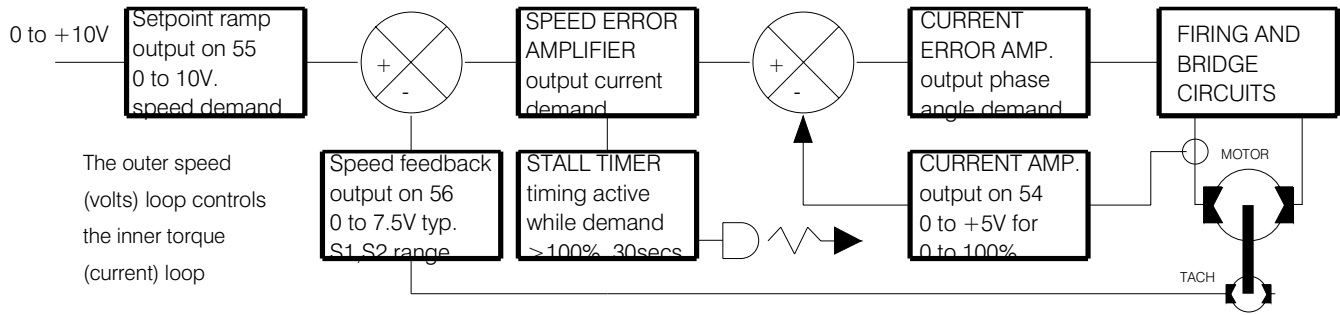 0 to +10V
Setpoint ramp
output on 55
0 to 10V.
speed demand
+
-
SPEED ERROR
AMPLIFIER
output current
demand
+
-
CURRENT
ERROR AMP.
output phase
angle demand
FIRING AND
BRIDGE
CIRCUITS
The outer speed
(volts) loop controls
the inner torque
(current) loop
Speed feedback
output on 56
0 to 7.5V typ.
S1,S2 range
STALL TIMER
timing active
while demand
>100%. 30secs
CURRENT AMP.
output on 54
0 to +5V for
0 to 100%
MOTOR
TACH